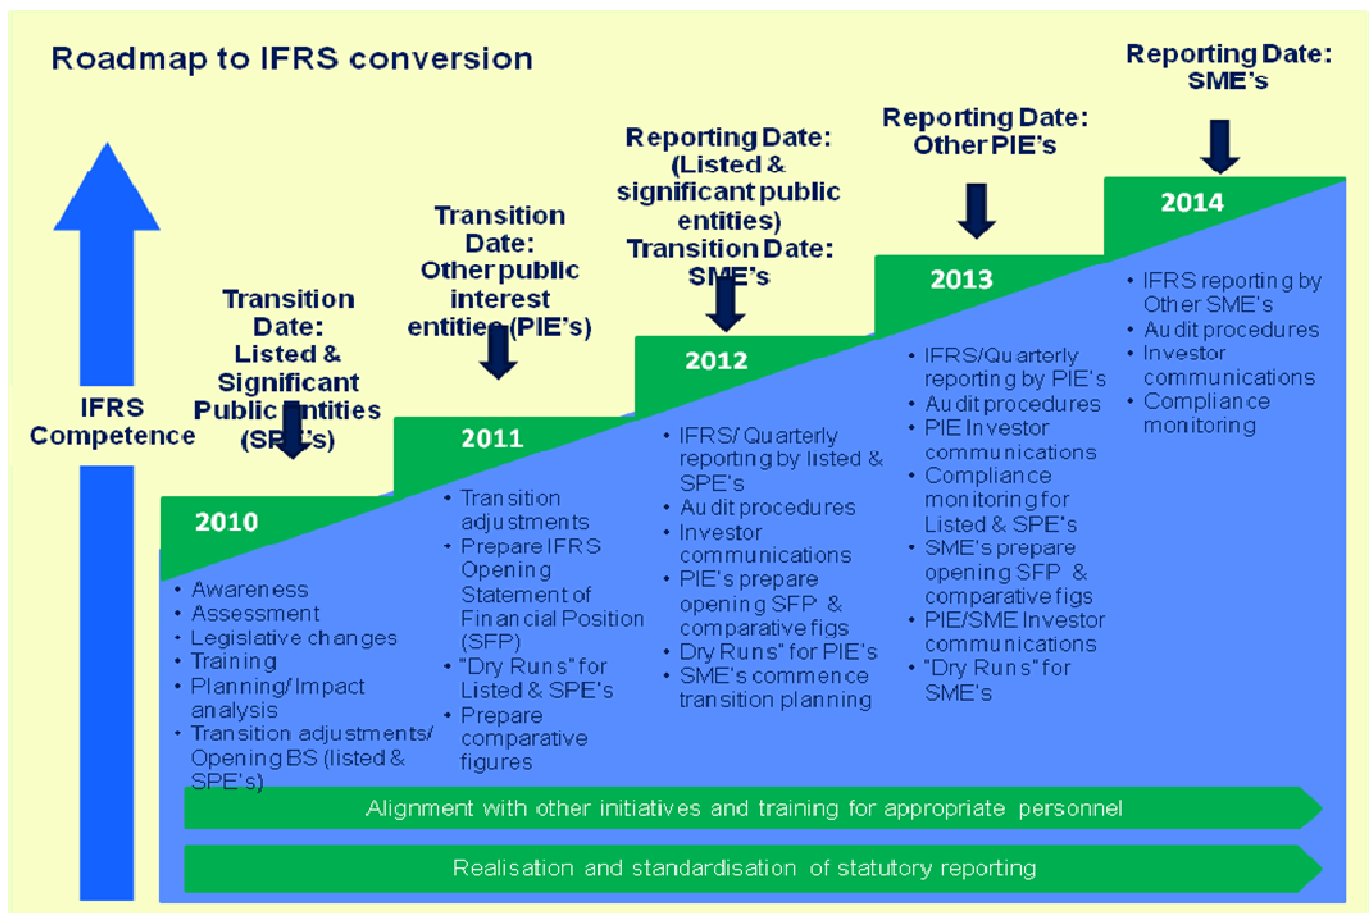 Roadmap to IFRS conversion
IFRS
Competence
Transition
Date:
Listed &
Significant
Public Entities
(SPE's)
2010
• Awareness
• Assessment
• Legislative changes
• Training
• Planning/Impact
analysis
• Transition adjustments/
Opening BS (listed &
SPE's)
Transition
Date:
Other public
interest
entities (PIE's)
2011
• Transition
adjustments
• Prepare IFRS
Opening
Statement of
Financial Position
(SFP)
• "Dry Runs" for
Listed & SPE's
• Prepare
comparative
figures
Reporting Date:
(Listed &
significant public
entities)
Transition Date:
SME's
2012
• IFRS/ Quarterly
reporting by listed &
SPE's
• Audit procedures
• Investor
communications
• PIE's prepare
opening SFP &
comparative figs
• Dry Runs" for PIE's
• SME's commence
transition planning
Reporting Date:
Other PIE's
2013
• IFRS/Quarterly
reporting by PIE's
• Audit procedures
• PIE Investor
communications
• Compliance
monitoring for
Listed & SPE's
• SME's prepare
opening SFP &
comparative figs
• PIE/SME Investor
communications
• "Dry Runs" for
SME's
Reporting Date:
SME's
2014
• IFRS reporting by
Other SME's
• Audit procedures
• Investor
communications
• Compliance
monitoring
Alignment with other initiatives and training for appropriate personnel
Realisation and standardisation of statutory reporting